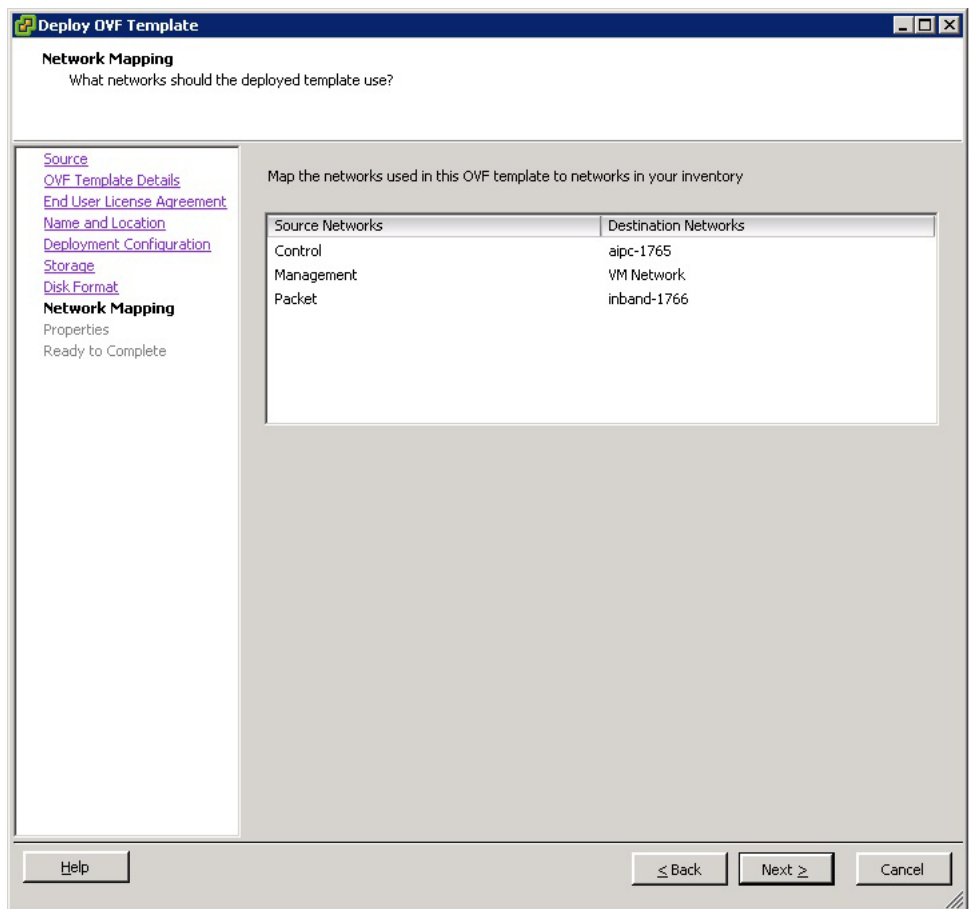 Deploy OVF Template
Network Mapping
What networks should the deployed template use?
Source
OVF Template Details
End User License Agreement
Name and Location
Deployment Configuration
Storage
Disk Format
Network Mapping
Properties
Ready to Complete
Map the networks used in this OVF template to networks in your inventory
Source Networks Destination Networks
Control aipc-1765
Management VM Network
Packet inband-1766
Help ≤ Back Next ≥ Cancel